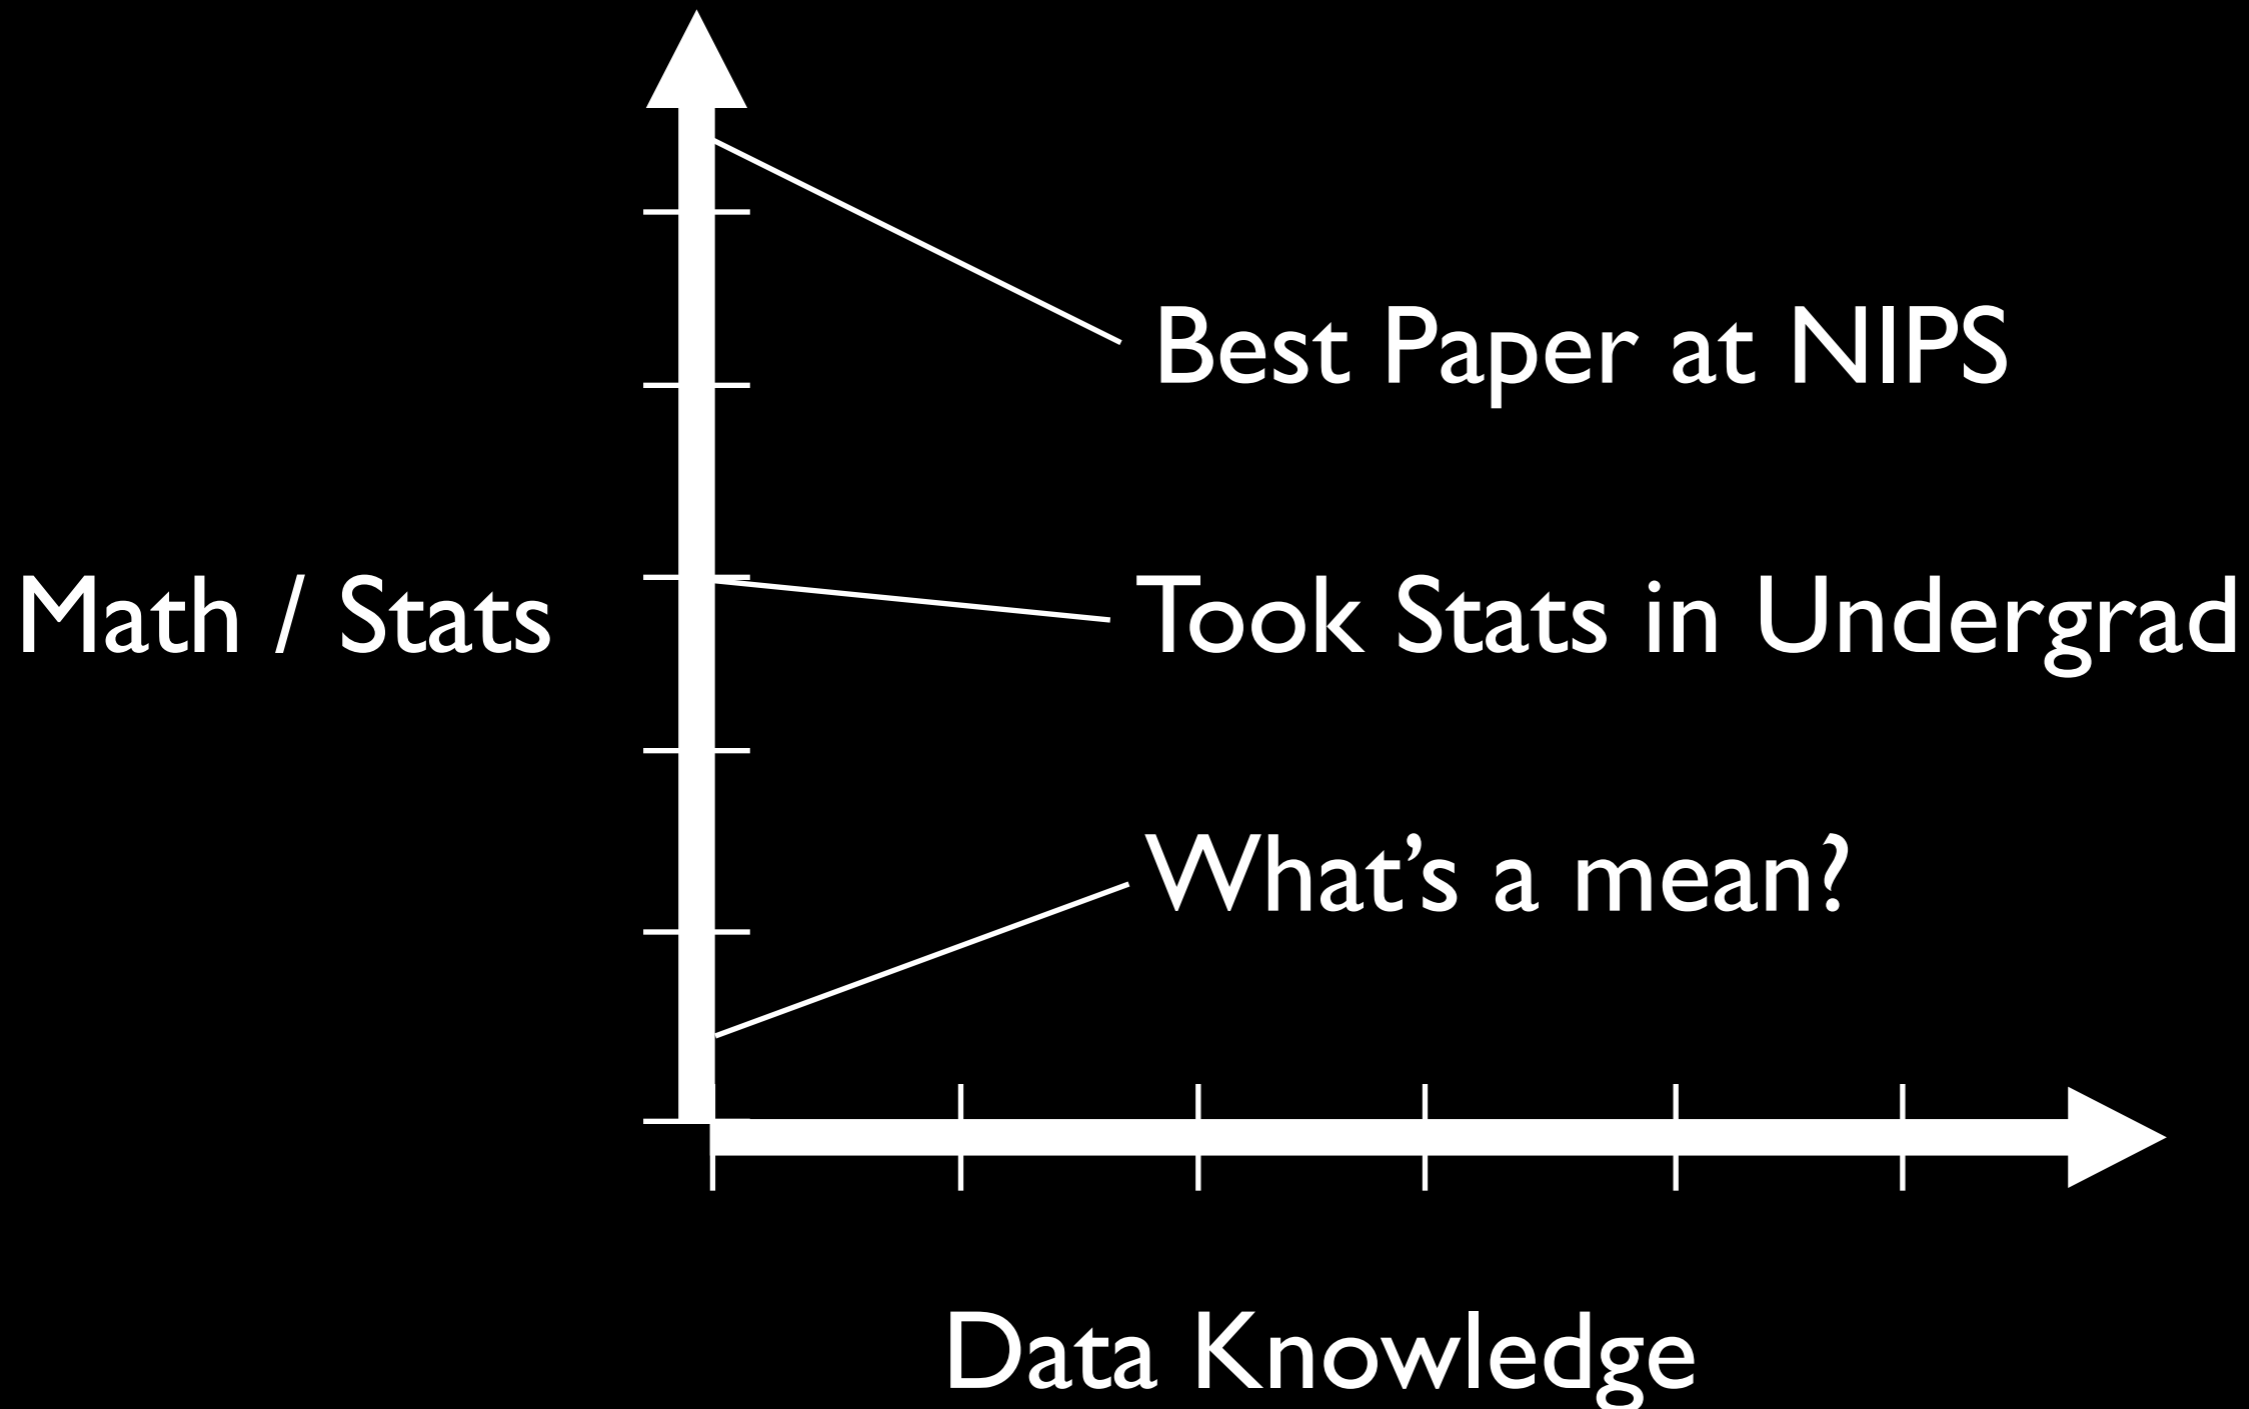 Best Paper at NIPS
Math / Stats
Took Stats in Undergrad
What’s a mean?
Data Knowledge